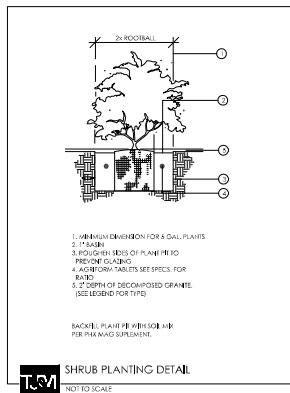 2x ROOTBALL
1
2
5
3
4
1. MINIMUM DIMENSION FOR 5 GAL. PLANTS
2. 1" BASIN
3. ROUGHEN SIDES OF PLANT PIT TO
PREVENT GLAZING
4. AGRIFORM TABLETS SEE SPECS. FOR
RATIO
5. 2" DEPTH OF DECOMPOSED GRANITE.
(SEE LEGEND FOR TYPE)
BACKFILL PLANT PIT WITH SOIL MIX
PER PHX MAG SUPLEMENT.
SHRUB PLANTING DETAIL
NOT TO SCALE